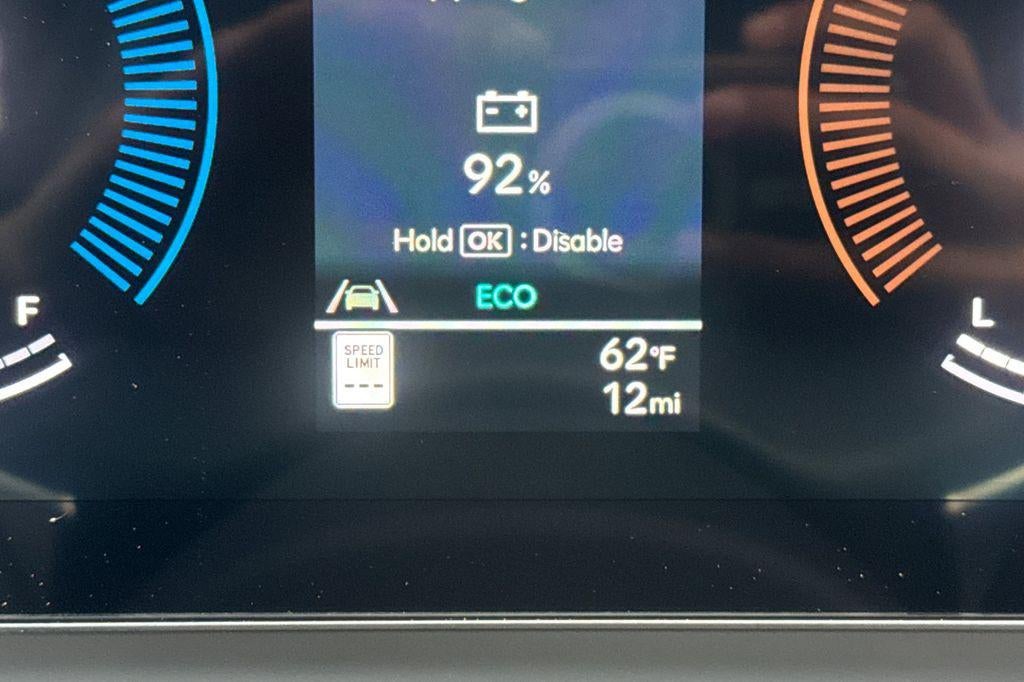 92%
Hold OK : Disable
ECO
F
L
SPEED
LIMIT
---
62°F
12mi